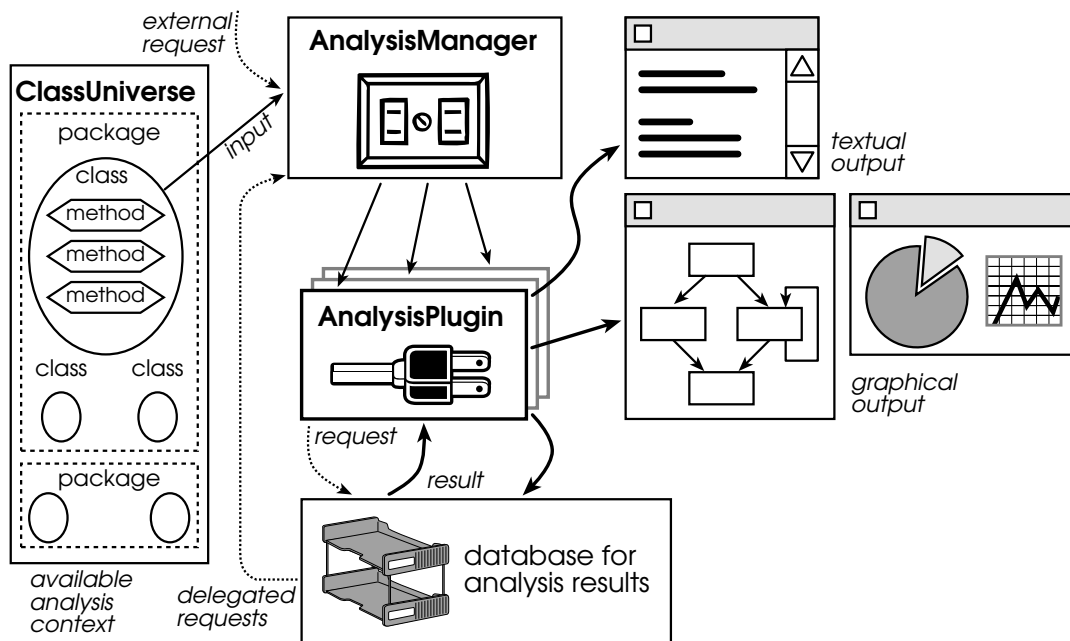 external
request
AnalysisManager
ClassUniverse
package
class
method
method
method
class
class
package
available
analysis
context
input
textual
output
AnalysisPlugin
graphical
output
request
result
database for
analysis results
delegated
requests